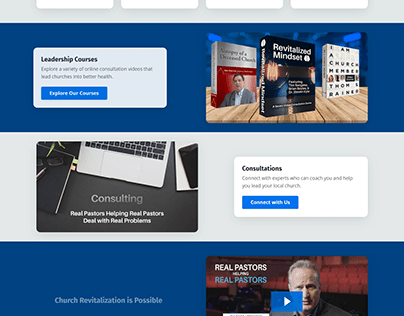 Leadership Courses
Explore a variety of online consultation videos that
lead churches into better health.
Explore Our Courses
Autopsy of a
Deceased Church
Revitalized
Mindset
Featuring
I AM
A
CHURCH
MEMBER
THOM
RAINER
Consulting
Real Pastors Helping Real Pastors
Deal with Real Problems
Consultations
Connect with experts who can coach you and help
you lead your local church.
Connect with Us
Church Revitalization is Possible
REAL PASTORS
HELPING
REAL PASTORS